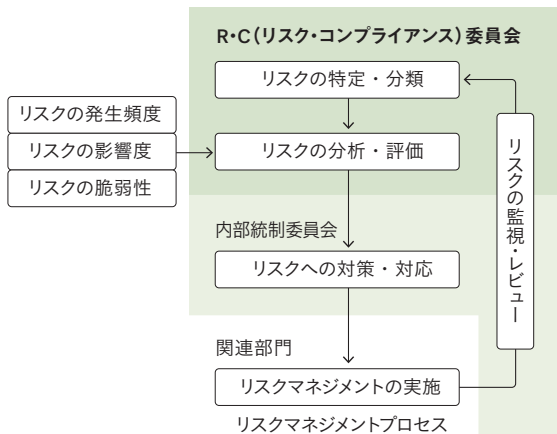 R・C（リスク・コンプライアンス）委員会
リスクの特定・分類
リスクの発生頻度
リスクの影響度
リスクの脆弱性
リスクの分析・評価
内部統制委員会
リスクへの対策・対応
関連部門
リスクマネジメントの実施
リスクの監視・レビュー
リスクマネジメントプロセス